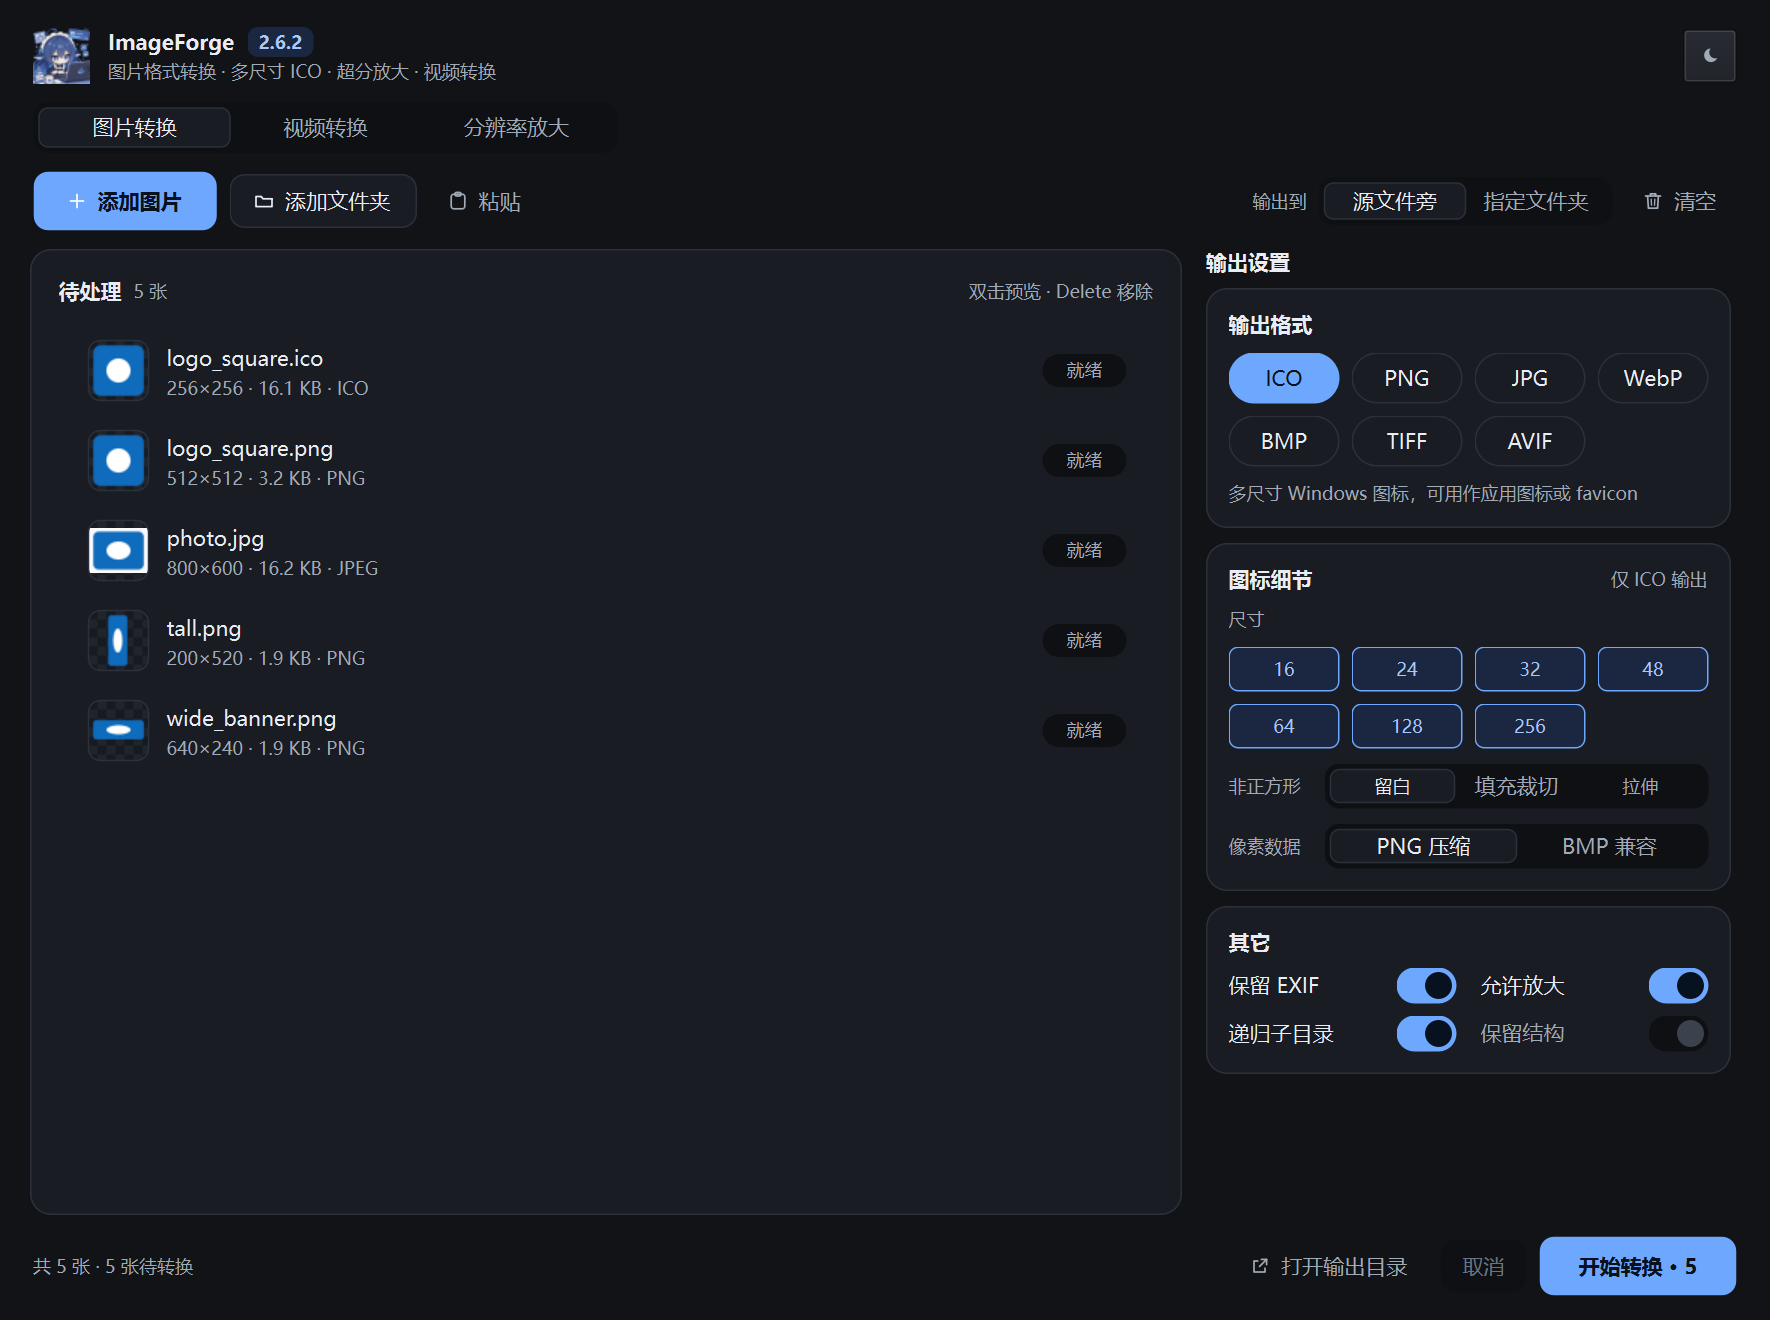 ImageForge 2.6.2
图片格式转换 · 多尺寸 ICO · 超分放大 · 视频转换
图片转换 视频转换 分辨率放大
添加图片 添加文件夹 粘贴 输出到 源文件旁 指定文件夹 清空
待处理 5 张 双击预览 · Delete 移除
logo_square.ico
256×256 · 16.1 KB · ICO
就绪
logo_square.png
512×512 · 3.2 KB · PNG
就绪
photo.jpg
800×600 · 16.2 KB · JPEG
就绪
tall.png
200×520 · 1.9 KB · PNG
就绪
wide_banner.png
640×240 · 1.9 KB · PNG
就绪
输出设置
输出格式
ICO PNG JPG WebP
BMP TIFF AVIF
多尺寸 Windows 图标，可用作应用图标或 favicon
图标细节 仅 ICO 输出
尺寸
16 24 32 48
64 128 256
非正方形 留白 填充裁切 拉伸
像素数据 PNG 压缩 BMP 兼容
其它
保留 EXIF 允许放大
递归子目录 保留结构
共 5 张 · 5 张待转换 打开输出目录 取消 开始转换 • 5